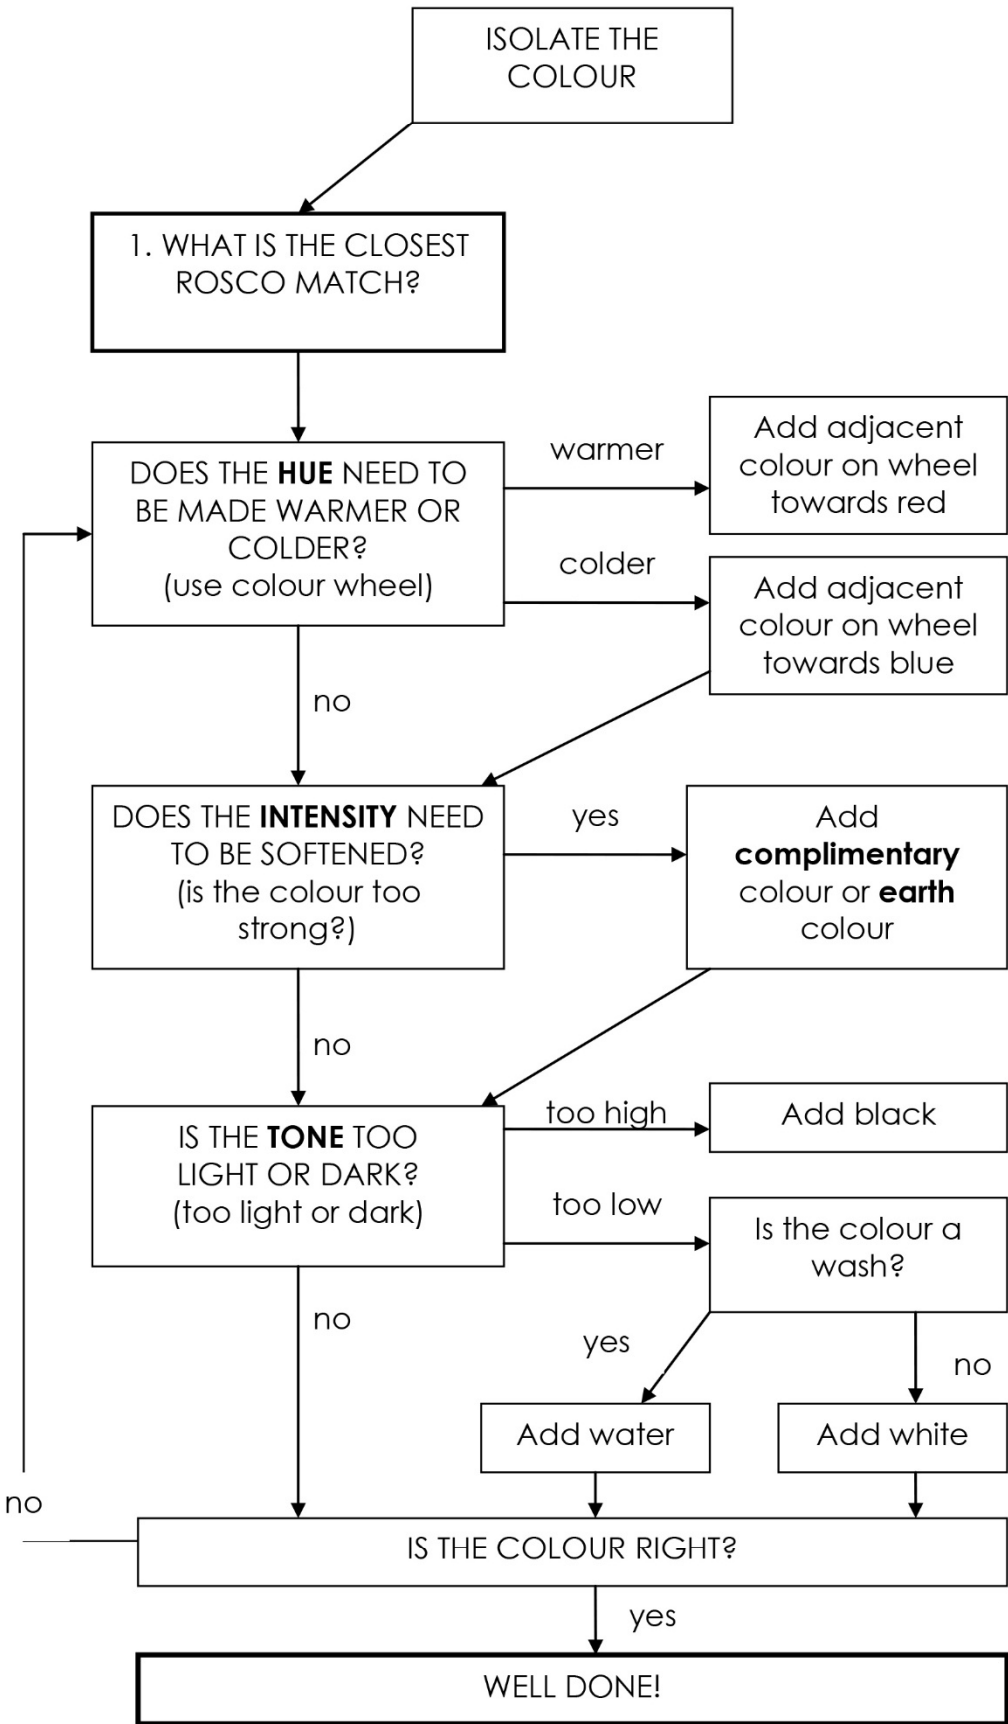 ISOLATE THE
COLOUR
1. WHAT IS THE CLOSEST
ROSCO MATCH?
DOES THE HUE NEED TO
BE MADE WARMER OR
COLDER?
(use colour wheel)
warmer
Add adjacent
colour on wheel
towards red
colder
Add adjacent
colour on wheel
towards blue
no
DOES THE INTENSITY NEED
TO BE SOFTENED?
(is the colour too
strong?)
yes
Add
complimentary
colour or earth
colour
no
IS THE TONE TOO
LIGHT OR DARK?
(too light or dark)
too high
Add black
too low
Is the colour a
wash?
no
yes
no
Add water
Add white
no
IS THE COLOUR RIGHT?
yes
WELL DONE!